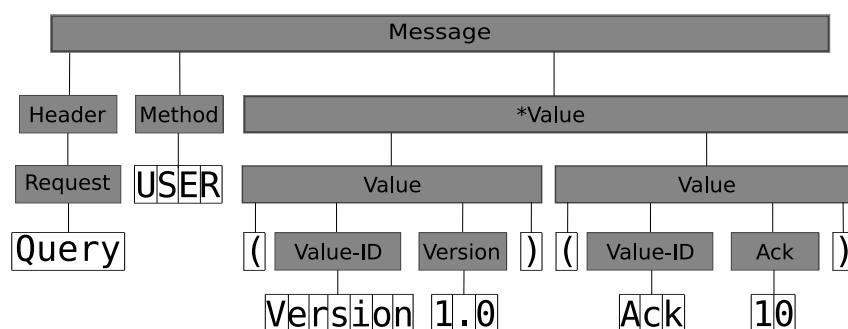 Message
Header Method *Value
Request USER Value Value
Query ( Value-ID Version ) ( Value-ID Ack )
Version 1.0 Ack 10